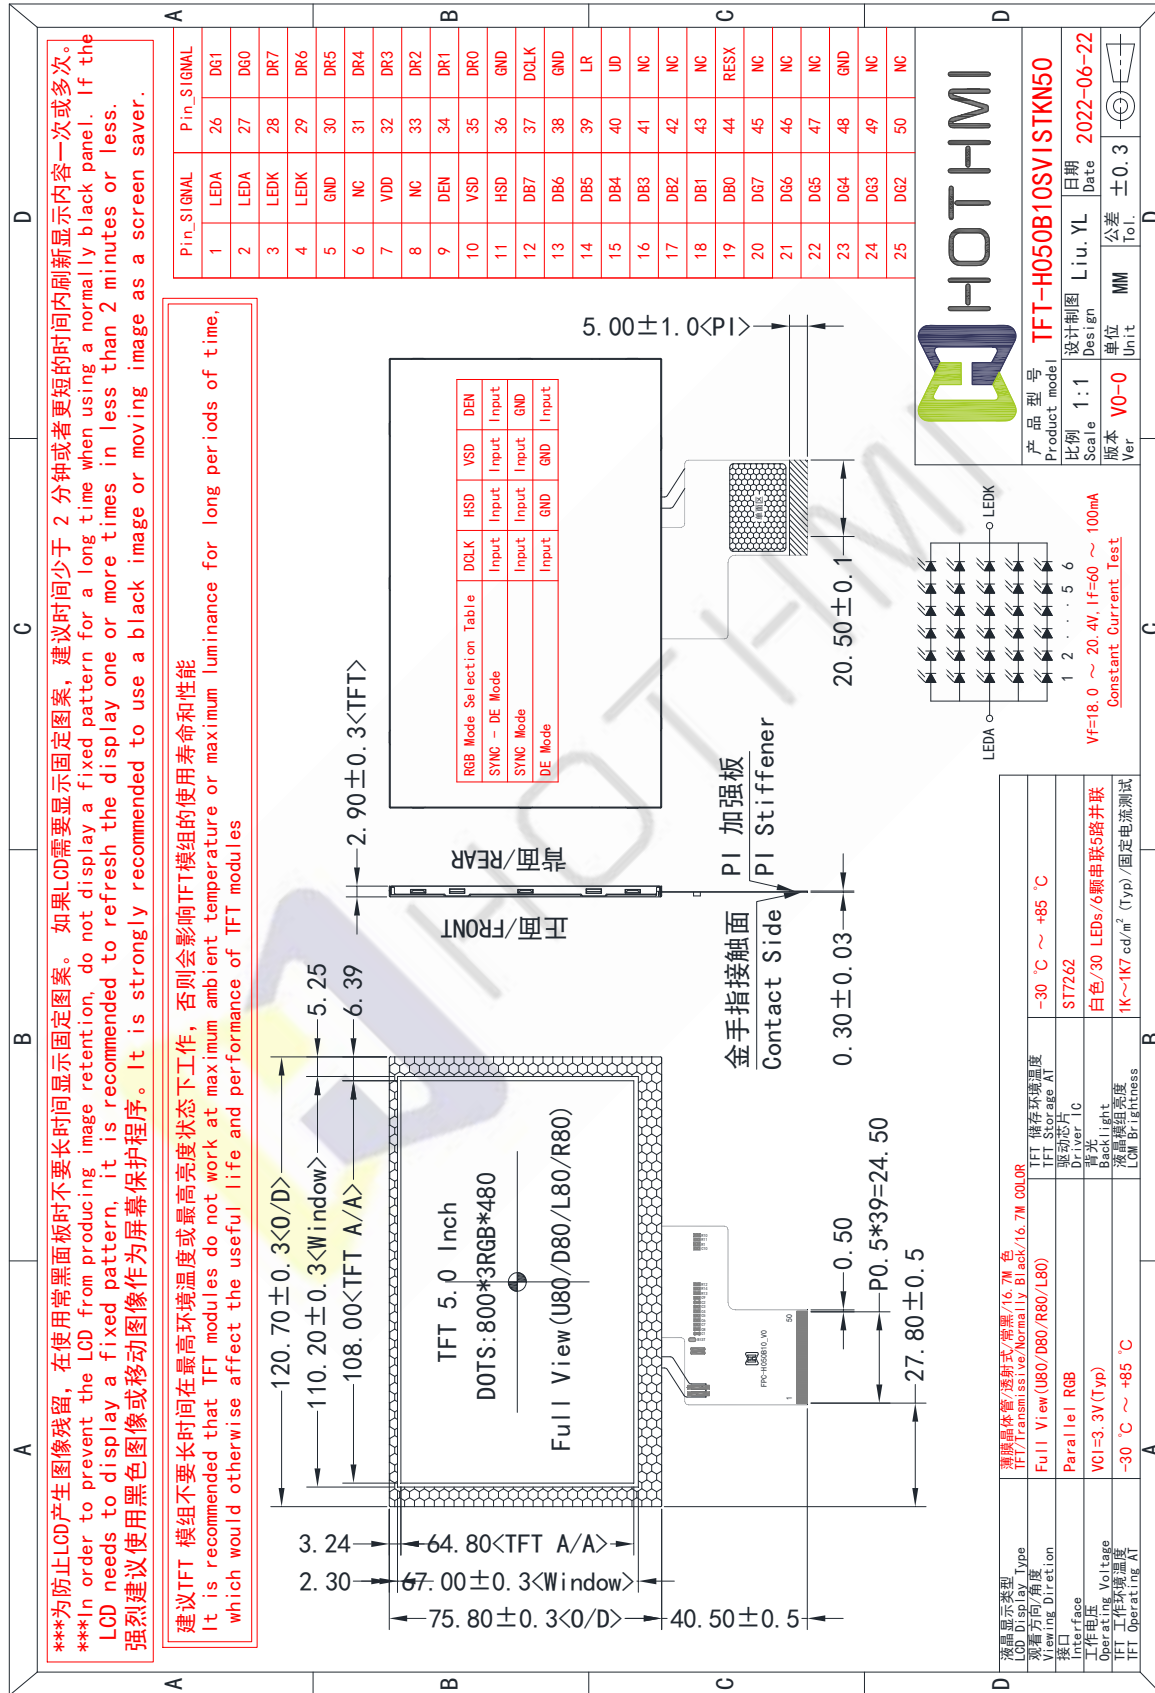 ***为防止LCD产生图像残留，在使用常黑面板时不要长时间显示固定图案。 如果LCD需要显示固定图案，建议时间少于 2 分钟或者更短的时间内刷新显示内容一次或多次。
***In order to prevent the LCD from producing image retention, do not display a fixed pattern for a long time when using a normally black panel. If the
LCD needs to display a fixed pattern, it is recommended to refresh the display one or more times in less than 2 minutes or less.
强烈建议使用黑色图像或移动图像作为屏幕保护程序。It is strongly recommended to use a black image or moving image as a screen saver.
建议TFT 模组不要长时间在最高环境温度或最高亮度状态下工作，否则会影响TFT模组的使用寿命和性能
It is recommended that TFT modules do not work at maximum ambient temperature or maximum luminance for long periods of time,
which would otherwise affect the useful life and performance of TFT modules
A B C D
A B C D
A B C D
A B C D
120.70±0.3<O/D>
110.20±0.3<Window>
108.00<TFT A/A>
5.25
6.39
3.24
2.30
64.80<TFT A/A>
67.00±0.3<Window>
75.80±0.3<O/D>
40.50±0.5
TFT 5.0 Inch
DOTS:800*3RGB*480
Full View(U80/D80/L80/R80)
FPC-H050B10_V0
1 50
0.50
P0.5*39=24.50
27.80±0.5
2.90±0.3<TFT>
正面/FRONT
背面/REAR
金手指接触面
Contact Side
PI 加强板
PI Stiffener
0.30±0.03
RGB Mode Selection Table DCLK HSD VSD DEN
SYNC - DE Mode Input Input Input Input
SYNC Mode Input Input Input GND
DE Mode Input GND GND Input
5.00±1.0<PI>
20.50±0.1
Pin_SIGNAL Pin_SIGNAL
1 LEDA 26 DG1
2 LEDA 27 DG0
3 LEDK 28 DR7
4 LEDK 29 DR6
5 GND 30 DR5
6 NC 31 DR4
7 VDD 32 DR3
8 NC 33 DR2
9 DEN 34 DR1
10 VSD 35 DR0
11 HSD 36 GND
12 DB7 37 DCLK
13 DB6 38 GND
14 DB5 39 LR
15 DB4 40 UD
16 DB3 41 NC
17 DB2 42 NC
18 DB1 43 NC
19 DB0 44 RESX
20 DG7 45 NC
21 DG6 46 NC
22 DG5 47 NC
23 DG4 48 GND
24 DG3 49 NC
25 DG2 50 NC
液晶显示类型
LCD Display Type
薄膜晶体管/透射式/常黑/16.7M 色
TFT/Transmissive/Normally Black/16.7M COLOR
观看方向/角度
Viewing Diretion
Full View(U80/D80/R80/L80)
接口
Interface
Parallel RGB
工作电压
Operating Voltage
VCI=3.3V(Typ)
TFT 工作环境温度
TFT Operating AT
-30 ℃ ～ +85 ℃
TFT 储存环境温度
TFT Storage AT
-30 ℃ ～ +85 ℃
驱动芯片
Driver IC
ST7262
背光
Backlight
白色/30 LEDs/6颗串联5路并联
液晶模组亮度
LCM Brightness
1K～1K7 cd/m² (Typ)/固定电流测试
LEDA
LEDK
1 2 · · · 5 6
Vf=18.0 ～ 20.4V, If=60 ～ 100mA
Constant Current Test
HOTHMI
产 品 型 号
Product model
TFT-H050B10SVISTKN50
比例
Scale
1:1
设计制图
Design
Liu.YL
日期
Date
2022-06-22
版本
Ver
V0-0
单位
Unit
MM
公差
Tol.
±0.3
HOTHMI